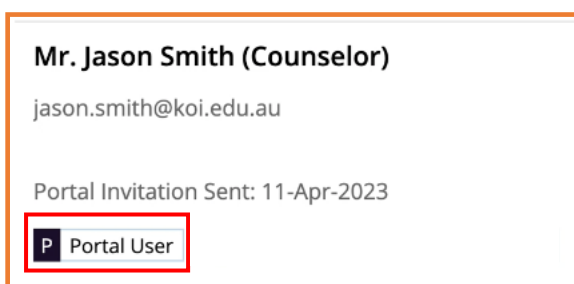 Mr. Jason Smith (Counselor)
jason.smith@koi.edu.au
Portal Invitation Sent: 11-Apr-2023
P Portal User